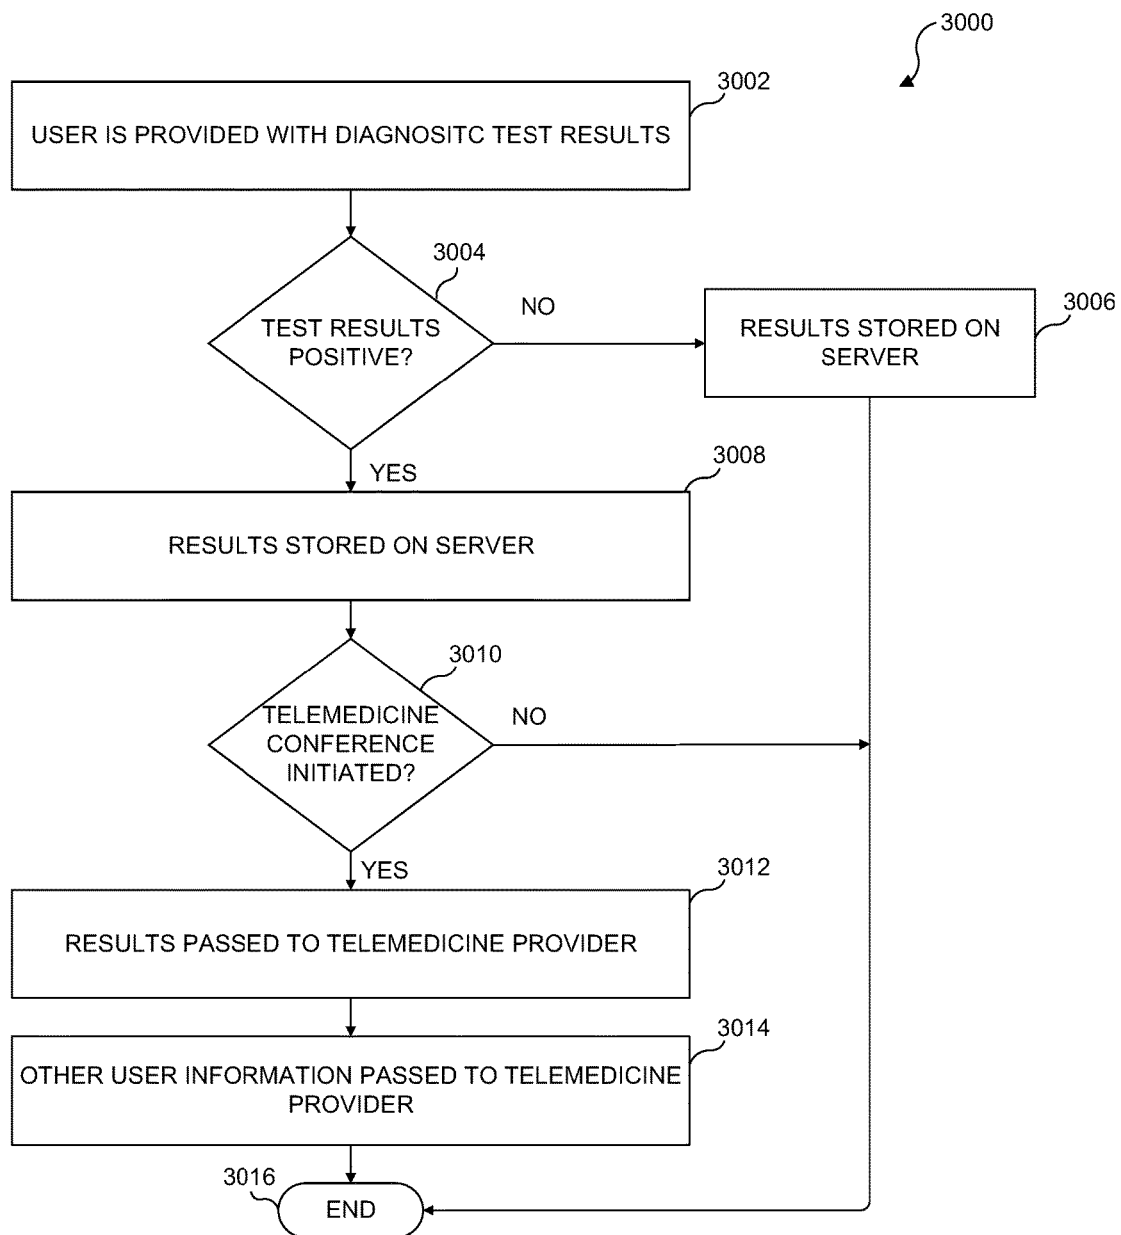 3000
3002
USER IS PROVIDED WITH DIAGNOSITC TEST RESULTS
3004
NO
TEST RESULTS
POSITIVE?
3006
RESULTS STORED ON
SERVER
YES
3008
RESULTS STORED ON SERVER
3010
NO
TELEMEDICINE
CONFERENCE
INITIATED?
YES
3012
RESULTS PASSED TO TELEMEDICINE PROVIDER
3014
OTHER USER INFORMATION PASSED TO TELEMEDICINE
PROVIDER
3016
END